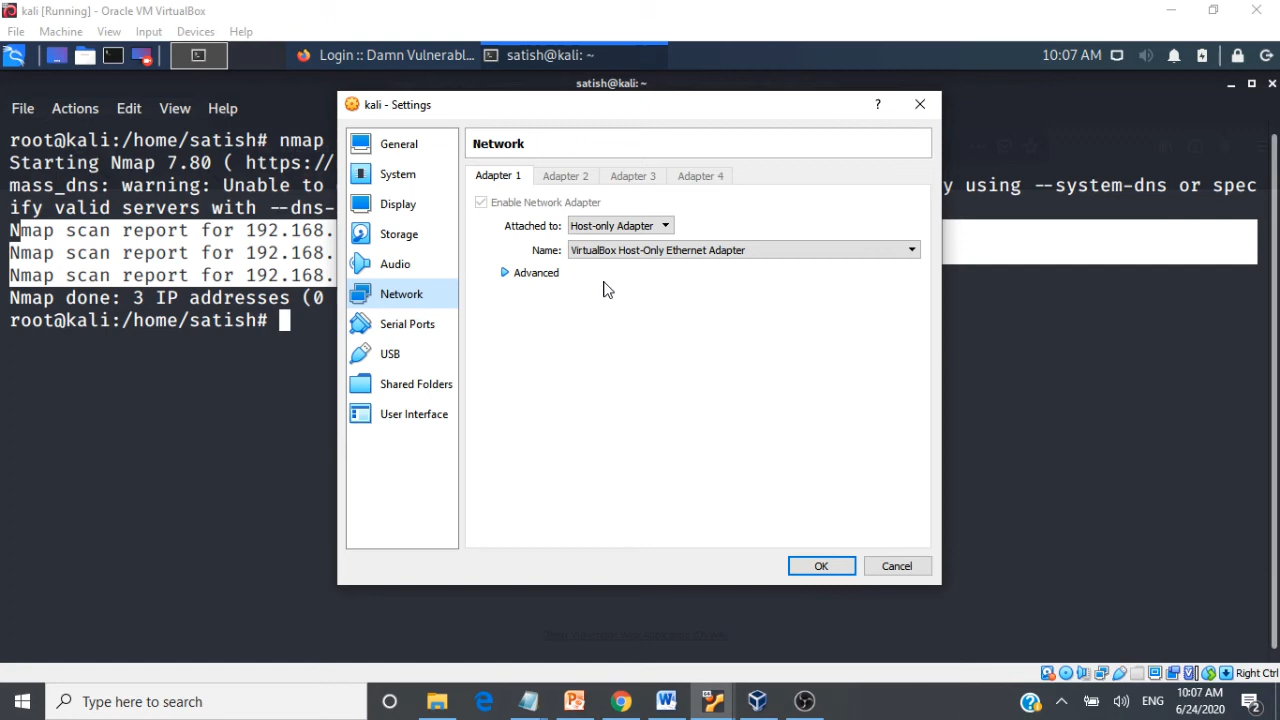 kali [Running] - Oracle VM VirtualBox
File Machine View Input Devices Help
Login :: Damn Vulnerabl... satish@kali: ~ 10:07 AM
satish@kali: ~
File Actions Edit View Help
root@kali:/home/satish# nmap
Starting Nmap 7.80 ( https://
mass_dns: warning: Unable to y using --system-dns or spec
ify valid servers with --dns-
Nmap scan report for 192.168.
Nmap scan report for 192.168.
Nmap scan report for 192.168.
Nmap done: 3 IP addresses (0
root@kali:/home/satish#
kali - Settings ?
General
System
Display
Storage
Audio
Network
Serial Ports
USB
Shared Folders
User Interface
Network
Adapter 1 Adapter 2 Adapter 3 Adapter 4
Enable Network Adapter
Attached to: Host-only Adapter
Name: VirtualBox Host-Only Ethernet Adapter
Advanced
OK Cancel
Right Ctrl
Type here to search
ENG
10:07 AM
6/24/2020
2